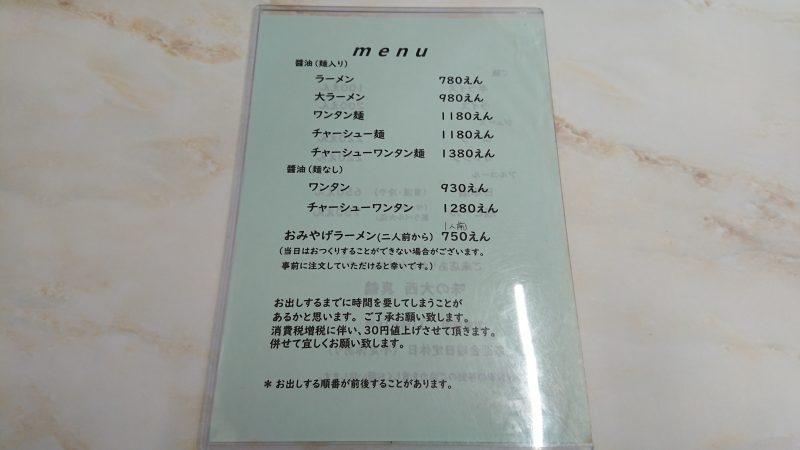 menu
醤油(麺入り)
ラーメン 780えん
大ラーメン 980えん
ワンタン麺 1180えん
チャーシュー麺 1180えん
チャーシューワンタン麺 1380えん
醤油(麺なし)
ワンタン 930えん
チャーシューワンタン 1280えん
1人前
おみやげラーメン(二人前から) 750えん
(当日はおつくりすることができない場合がございます。
事前に注文していただけると幸いです。)
お出しするまでに時間を要してしまうことが
あるかと思います。ご了承お願い致します。
消費税増税に伴い、30円値上げさせて頂きます。
併せて宜しくお願い致します。
＊お出しする順番が前後することがあります。